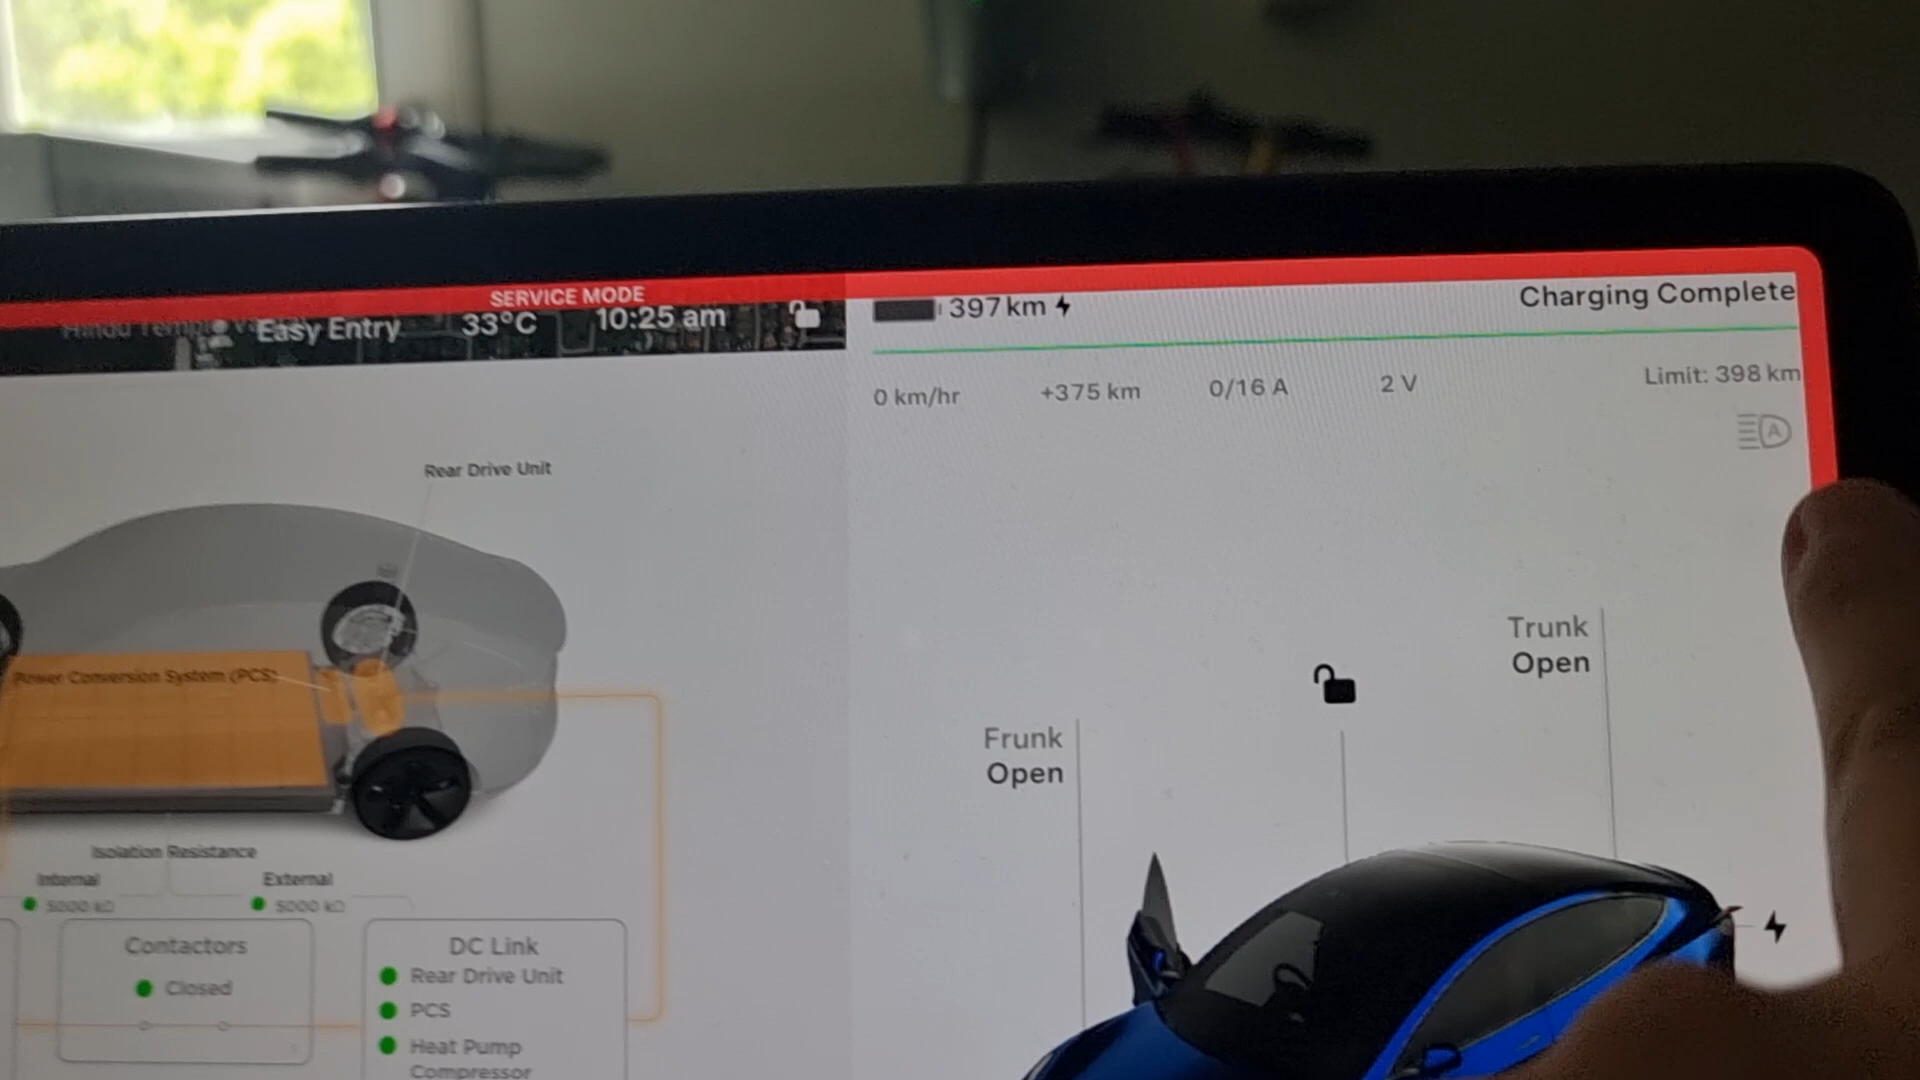 SERVICE MODE
Easy Entry 33°C 10:25 am
397 km
Charging Complete
0 km/hr +375 km 0/16 A 2 V Limit: 398 km
A
Rear Drive Unit
Power Conversion System (PCS)
Trunk
Open
Frunk
Open
Isolation Resistance
Internal External
5000 kΩ 5000 kΩ
Contactors
Closed
DC Link
Rear Drive Unit
PCS
Heat Pump
Compressor